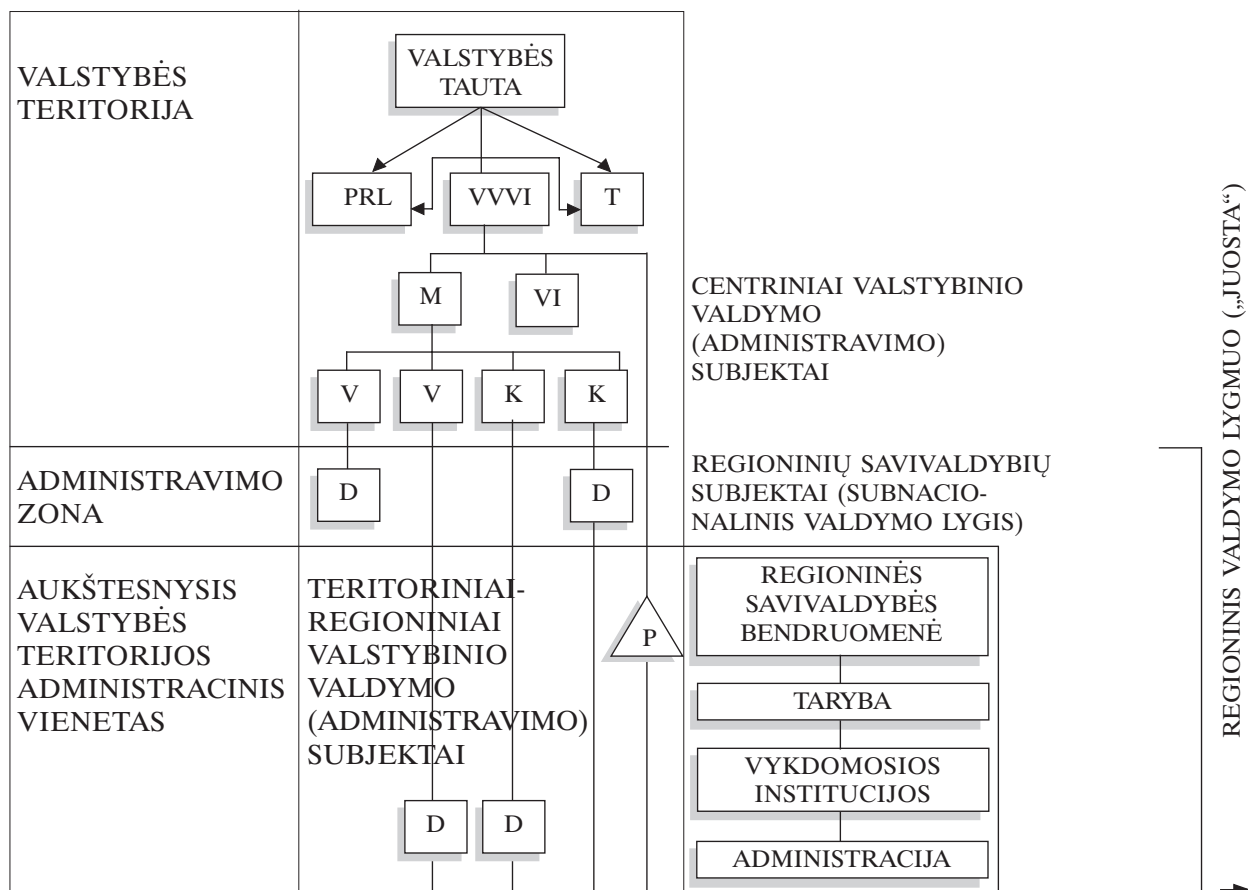 VALSTYBĖS
TERITORIJA
VALSTYBĖS
TAUTA
PRL
VVVI
T
M
VI
V
V
K
K
CENTRINIAI VALSTYBINIO
VALDYMO
(ADMINISTRAVIMO)
SUBJEKTAI
ADMINISTRAVIMO
ZONA
D
D
REGIONINIŲ SAVIVALDYBIŲ
SUBJEKTAI (SUBNACIO-
NALINIS VALDYMO LYGIS)
AUKŠTESNYSIS
VALSTYBĖS
TERITORIJOS
ADMINISTRACINIS
VIENETAS
TERITORINIAI-
REGIONINIAI
VALSTYBINIO
VALDYMO
(ADMINISTRAVIMO)
SUBJEKTAI
D
D
P
REGIONINĖS
SAVIVALDYBĖS
BENDRUOMENĖ
TARYBA
VYKDOMOSIOS
INSTITUCIJOS
ADMINISTRACIJA
REGIONINIS VALDYMO LYGMUO („JUOSTA“)